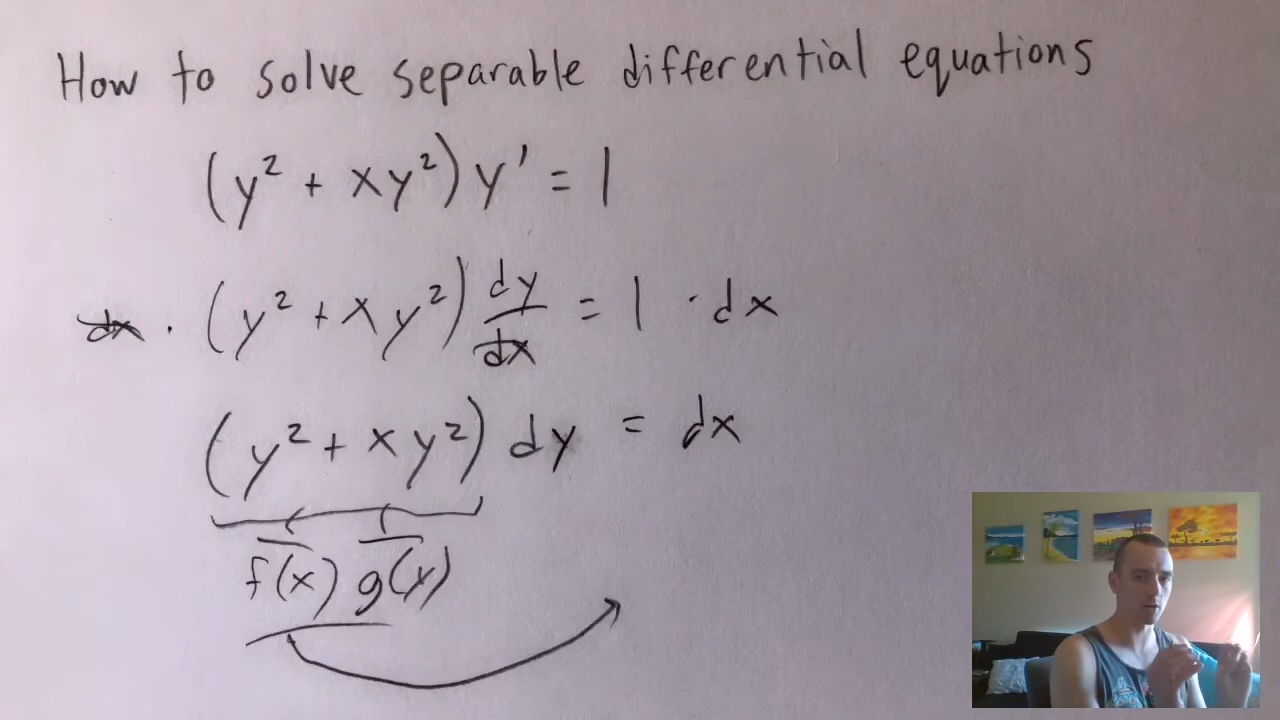 How to solve separable differential equations
(y² + xy²) y' = 1
dx · (y² + xy²) dy/dx = 1 · dx
(y² + xy²) dy = dx
f(x) g(y)